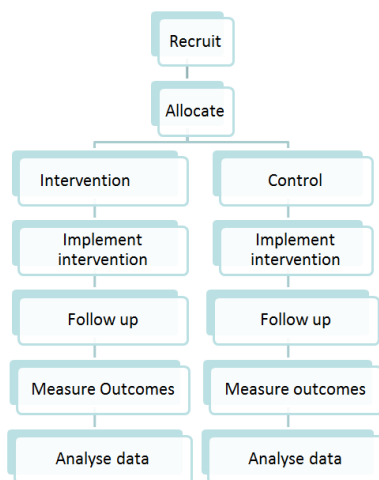 Recruit
Allocate
Intervention
Control
Implement
intervention
Implement
intervention
Follow up
Follow up
Measure Outcomes
Measure outcomes
Analyse data
Analyse data